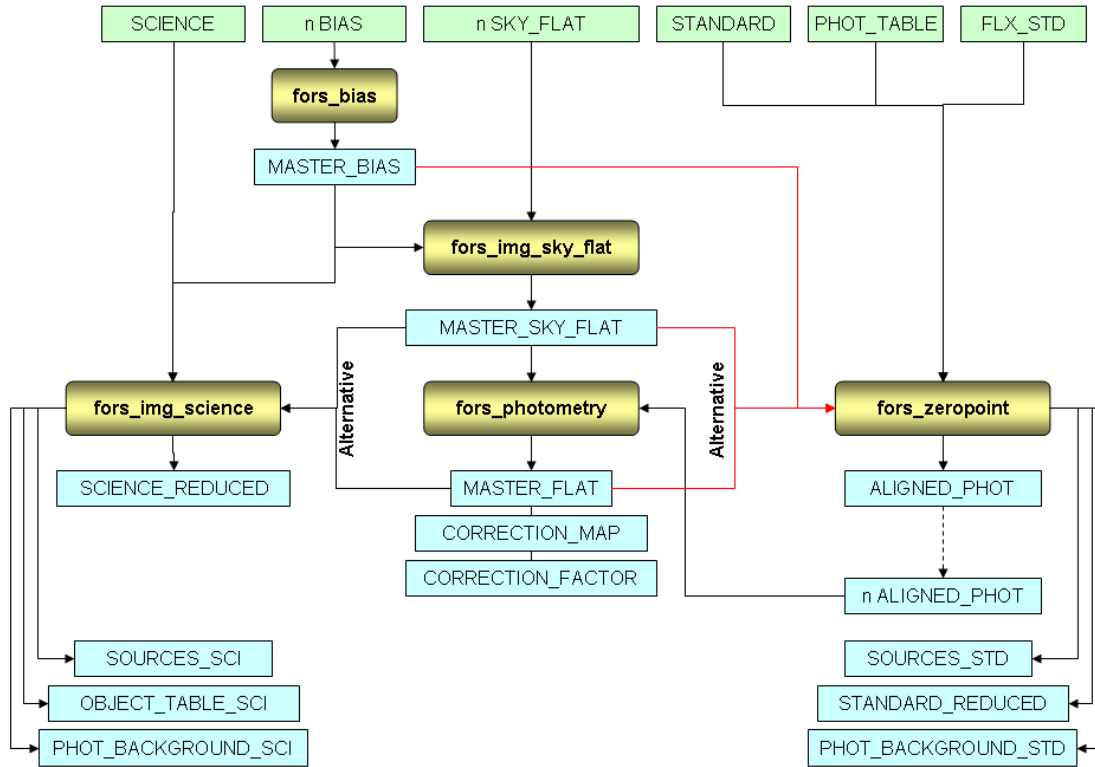 SCIENCE
n BIAS
n SKY_FLAT
STANDARD
PHOT_TABLE
FLX_STD
fors_bias
MASTER_BIAS
fors_img_sky_flat
MASTER_SKY_FLAT
Alternative
Alternative
fors_img_science
fors_photometry
fors_zeropoint
SCIENCE_REDUCED
MASTER_FLAT
ALIGNED_PHOT
CORRECTION_MAP
CORRECTION_FACTOR
n ALIGNED_PHOT
SOURCES_SCI
SOURCES_STD
OBJECT_TABLE_SCI
STANDARD_REDUCED
PHOT_BACKGROUND_SCI
PHOT_BACKGROUND_STD